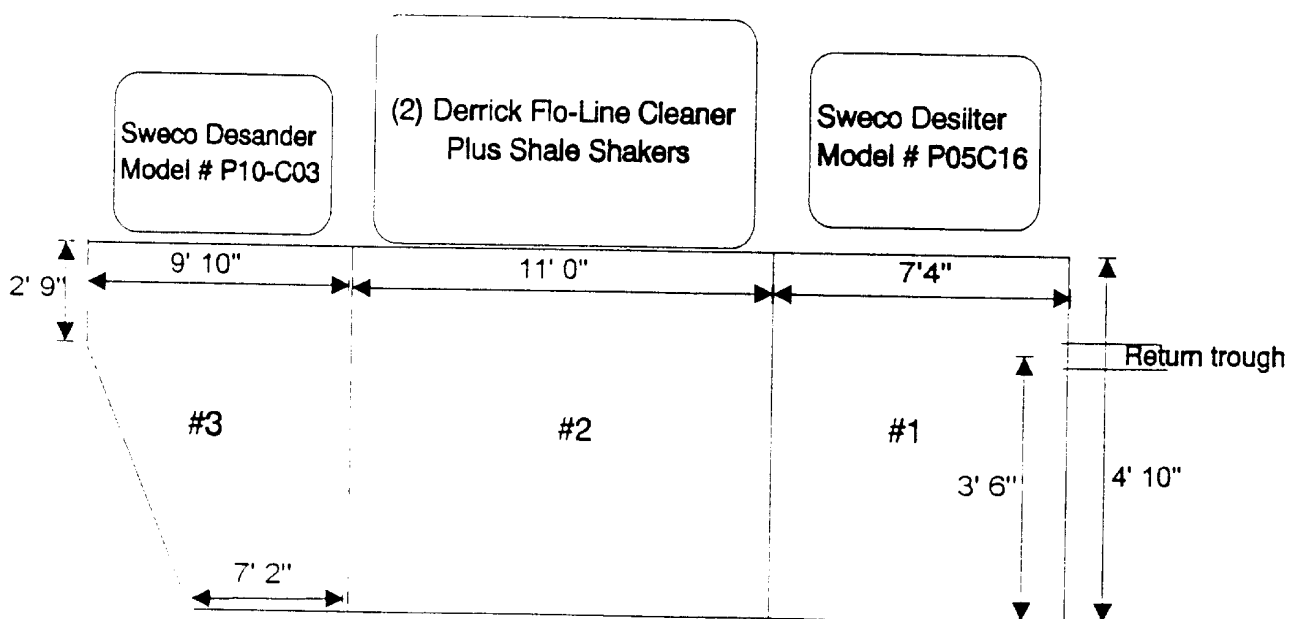 Sweco Desander
Model # P10-C03
(2) Derrick Flo-Line Cleaner
Plus Shale Shakers
Sweco Desilter
Model # P05C16
2' 9"
9' 10"
11' 0"
7'4"
Return trough
#3
#2
#1
3' 6"
4' 10"
7' 2"